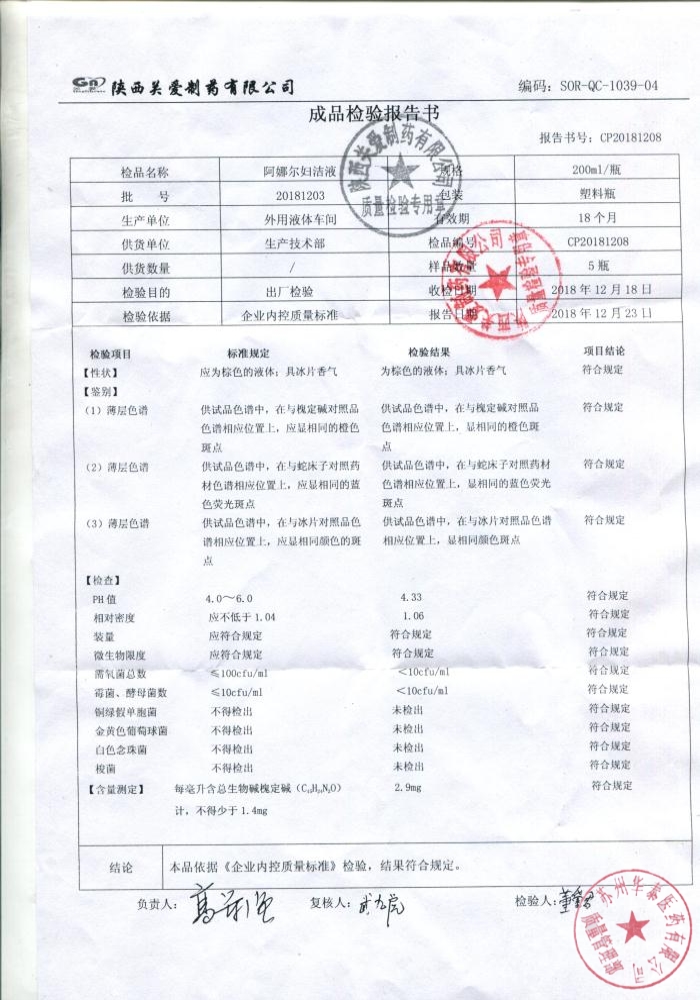 Gn 陕西关爱制药有限公司 编码：SOR-QC-1039-04
成品检验报告书
报告书号：CP20181208
检品名称 阿娜尔妇洁液 规格 200ml/瓶
批 号 20181203 包装 塑料瓶
生产单位 外用液体车间 有效期 18个月
供货单位 生产技术部 检品编号 CP20181208
供货数量 / 样品数量 5瓶
检验目的 出厂检验 收检日期 2018年12月18日
检验依据 企业内控质量标准 报告日期 2018年12月23日
陕西关爱制药有限公司
质量检验专用章
检验项目 标准规定 检验结果 项目结论
【性状】 应为棕色的液体；具冰片香气 为棕色的液体；具冰片香气 符合规定
【鉴别】
（1）薄层色谱 供试品色谱中，在与槐定碱对照品 供试品色谱中，在与槐定碱对照品 符合规定
色谱相应位置上，应显相同的橙色 色谱相应位置上，显相同的橙色斑
斑点 点
（2）薄层色谱 供试品色谱中，在与蛇床子对照药 供试品色谱中，在与蛇床子对照药材 符合规定
材色谱相应位置上，应显相同的蓝 色谱相应位置上，显相同的蓝色荧光
色荧光斑点 斑点
（3）薄层色谱 供试品色谱中，在与冰片对照品色 供试品色谱中，在与冰片对照品色谱 符合规定
谱相应位置上，应显相同颜色的斑 相应位置上，显相同颜色斑点
点
【检查】
PH值 4.0～6.0 4.33 符合规定
相对密度 应不低于1.04 1.06 符合规定
装量 应符合规定 符合规定 符合规定
微生物限度 应符合规定 符合规定 符合规定
需氧菌总数 ≤100cfu/ml <10cfu/ml 符合规定
霉菌、酵母菌数 ≤10cfu/ml <10cfu/ml 符合规定
铜绿假单胞菌 不得检出 未检出 符合规定
金黄色葡萄球菌 不得检出 未检出 符合规定
白色念珠菌 不得检出 未检出 符合规定
梭菌 不得检出 未检出 符合规定
【含量测定】 每毫升含总生物碱槐定碱（C₁₅H₂₄N₂O） 2.9mg 符合规定
计，不得少于1.4mg
结论 本品依据《企业内控质量标准》检验，结果符合规定。
负责人： 复核人： 检验人：
苏州华泰医药有限公司